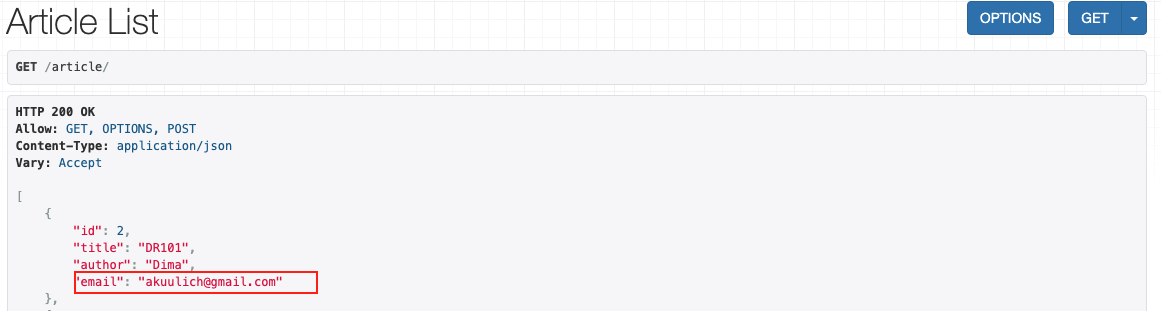 Article List
OPTIONS
GET
GET /article/
HTTP 200 OK
Allow: GET, OPTIONS, POST
Content-Type: application/json
Vary: Accept
[
{
"id": 2,
"title": "DR101",
"author": "Dima",
"email": "akuulich@gmail.com"
},